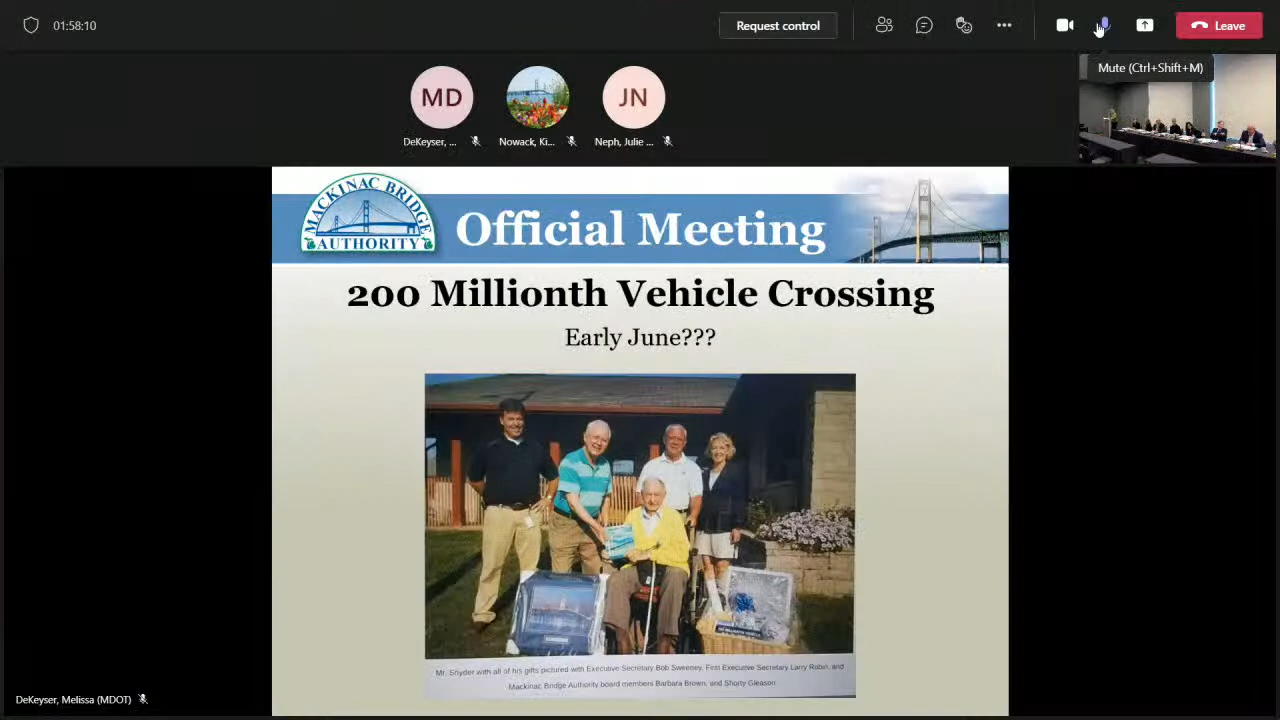 01:58:10
Request control
Leave
Mute (Ctrl+Shift+M)
MD
JN
DeKeyser, ...
Nowack, Ki...
Neph, Julie ...
MACKINAC BRIDGE
AUTHORITY
Official Meeting
200 Millionth Vehicle Crossing
Early June???
Mr. Snyder with all of his gifts pictured with Executive Secretary Bob Sweeney, First Executive Secretary Larry Rubin, and
Mackinac Bridge Authority board members Barbara Brown, and Shorty Gleason
DeKeyser, Melissa (MDOT)